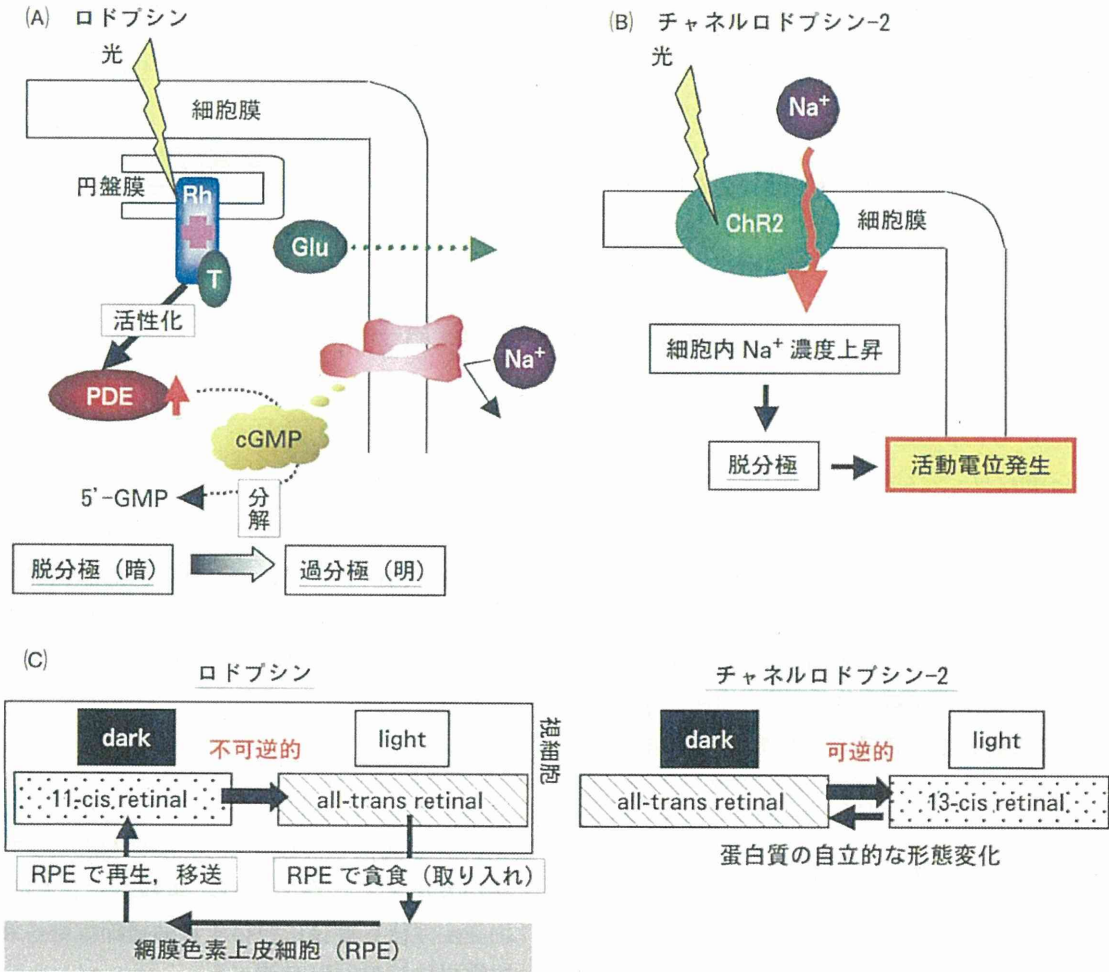 (A) ロドプシン
光
細胞膜
円盤膜
Rh
T
Glu
活性化
PDE
cGMP
Na⁺
5'-GMP
分解
脱分極（暗）
過分極（明）
(B) チャネルロドプシン-2
光
Na⁺
ChR2
細胞膜
細胞内 Na⁺ 濃度上昇
脱分極
活動電位発生
(C)
ロドプシン
dark
不可逆的
light
視細胞
11-cis retinal
all-trans retinal
RPE で再生，移送
RPE で貪食（取り入れ）
網膜色素上皮細胞（RPE）
チャネルロドプシン-2
dark
可逆的
light
all-trans retinal
13-cis retinal
蛋白質の自立的な形態変化